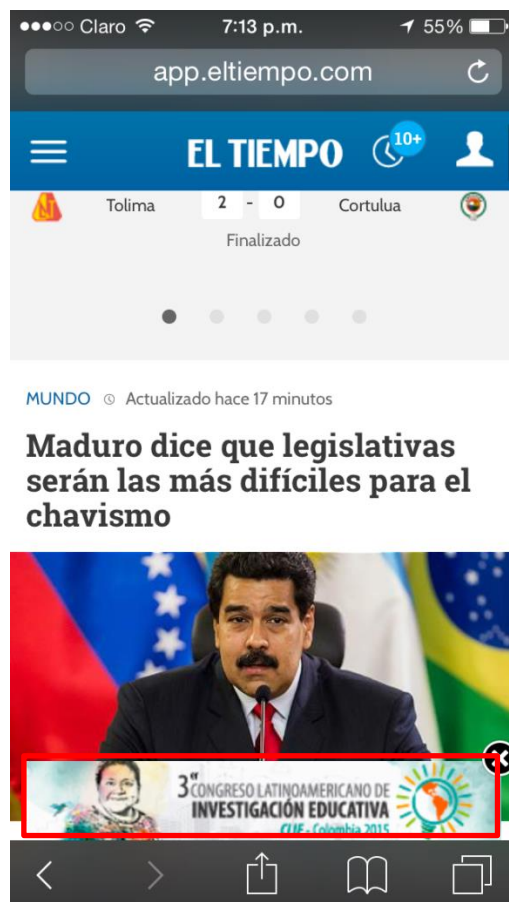 Claro 7:13 p.m. 55%
app.eltiempo.com
EL TIEMPO 10+
Tolima 2 - 0 Cortulua
Finalizado
MUNDO Actualizado hace 17 minutos
Maduro dice que legislativas
serán las más difíciles para el
chavismo
3er CONGRESO LATINOAMERICANO DE
INVESTIGACIÓN EDUCATIVA
CLIE - Colombia 2015